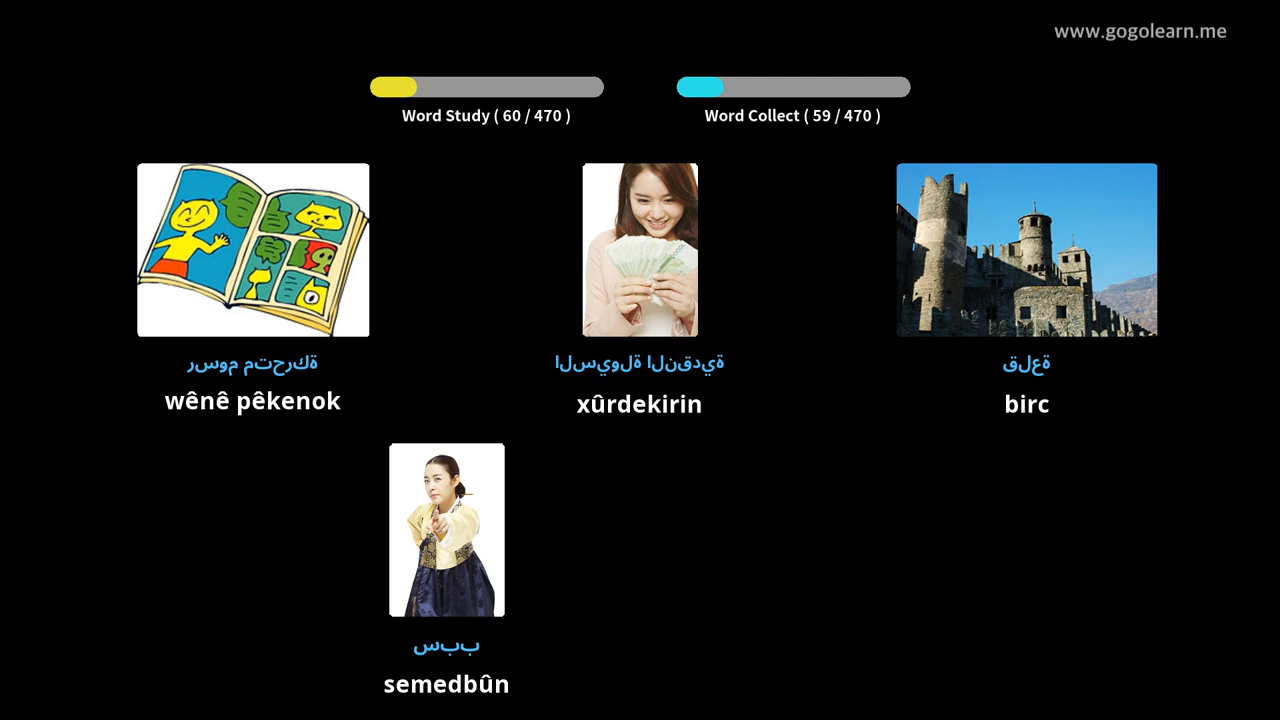 www.gogolearn.me
Word Study ( 60 / 470 )
Word Collect ( 59 / 470 )
رسوم متحركة
wênê pêkenok
السيولة النقدية
xûrdekirin
قلعة
birc
سبب
semedbûn